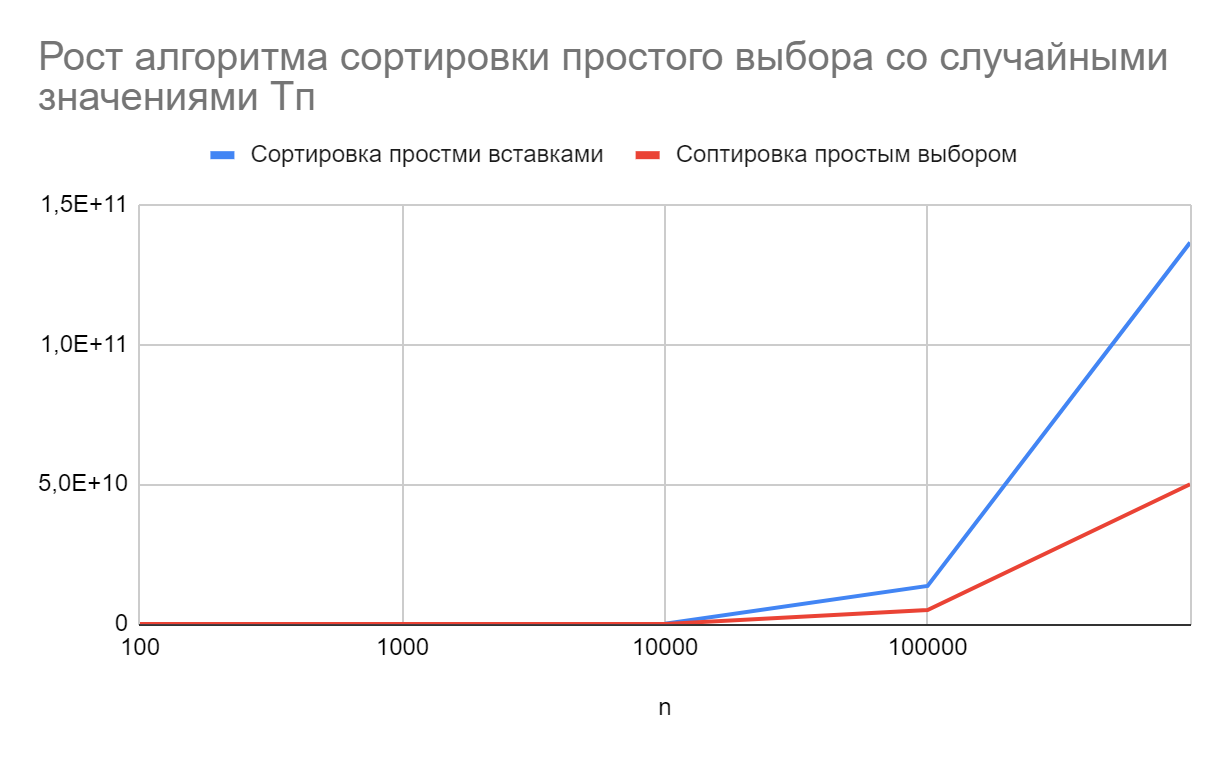 Рост алгоритма сортировки простого выбора со случайными
значениями Тп
Сортировка простми вставками
Соптировка простым выбором
1,5E+11
1,0E+11
5,0E+10
0
100
1000
10000
100000
n